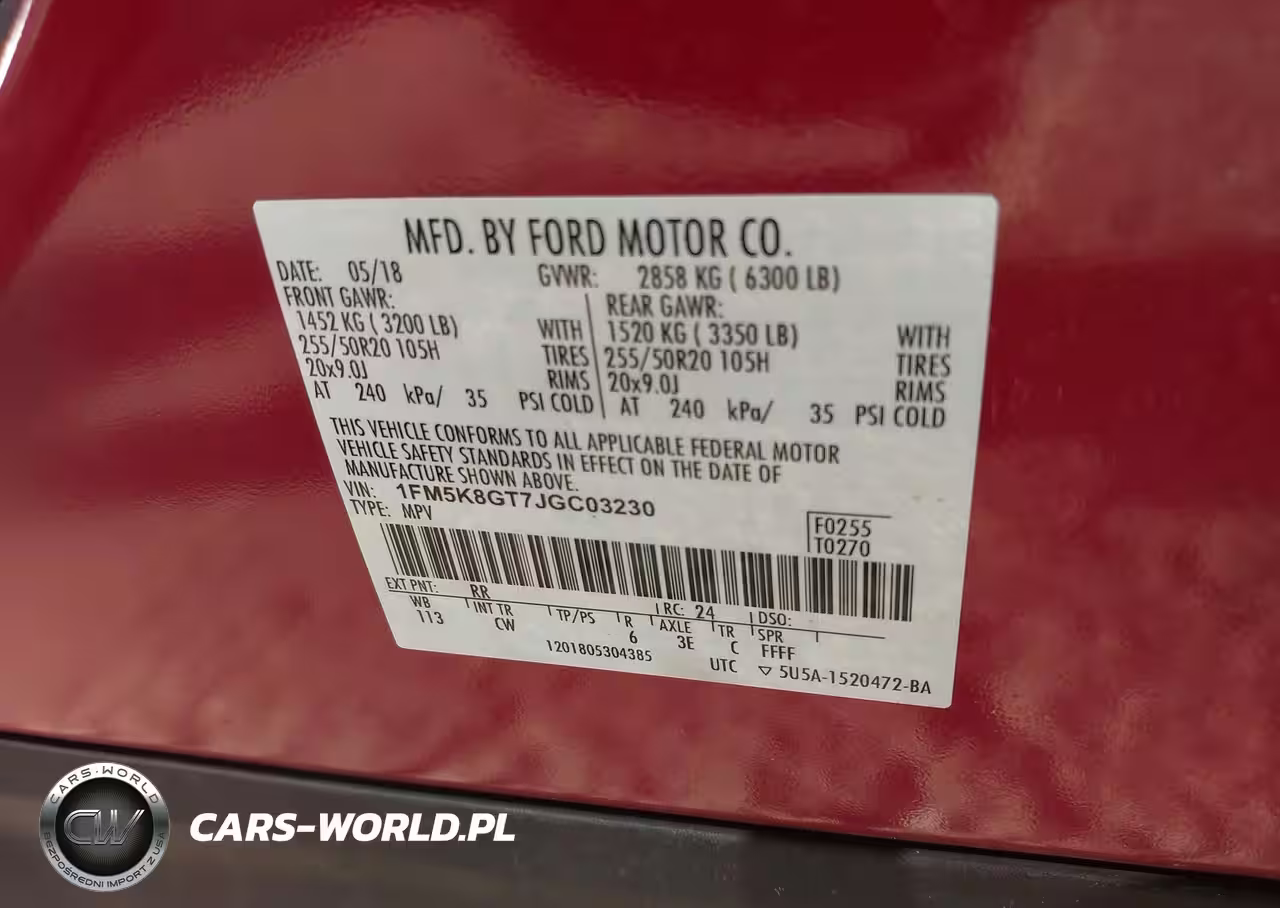 MFD. BY FORD MOTOR CO.
DATE: 05/18 GVWR: 2858 KG ( 6300 LB)
FRONT GAWR: REAR GAWR:
1452 KG ( 3200 LB) WITH 1520 KG ( 3350 LB) WITH
255/50R20 105H TIRES 255/50R20 105H TIRES
20x9.0J RIMS 20x9.0J RIMS
AT 240 kPa/ 35 PSI COLD AT 240 kPa/ 35 PSI COLD
THIS VEHICLE CONFORMS TO ALL APPLICABLE FEDERAL MOTOR
VEHICLE SAFETY STANDARDS IN EFFECT ON THE DATE OF
MANUFACTURE SHOWN ABOVE.
VIN: 1FM5K8GT7JGC03230
TYPE: MPV
F0255
T0270
EXT PNT: RR RC: 24 DSO:
WB INT TR TP/PS R AXLE TR SPR
113 CW 6 3E C FFFF
1201805304385 UTC ▽ 5U5A-1520472-BA
CARS-WORLD
CW
BEZPOŚREDNI IMPORT Z USA
CARS-WORLD.PL